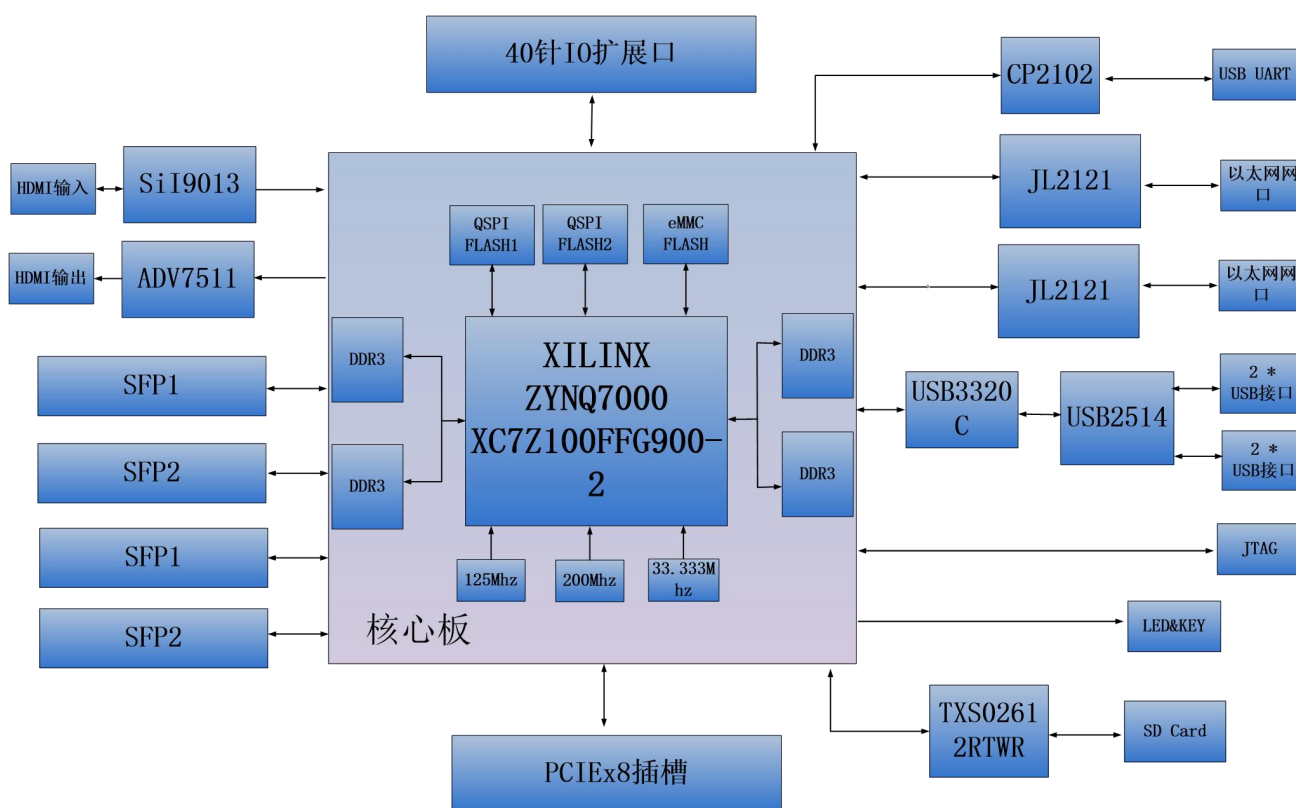 40针IO扩展口
CP2102
USB UART
HDMI输入
SiI9013
JL2121
以太网网
口
HDMI输出
ADV7511
QSPI
FLASH1
QSPI
FLASH2
eMMC
FLASH
JL2121
以太网网
口
SFP1
SFP2
SFP1
SFP2
DDR3
DDR3
XILINX
ZYNQ7000
XC7Z100FFG900-
2
DDR3
DDR3
USB3320
C
USB2514
2 *
USB接口
2 *
USB接口
125Mhz
200Mhz
33.333M
hz
核心板
JTAG
LED&KEY
TXS0261
2RTWR
SD Card
PCIEx8插槽